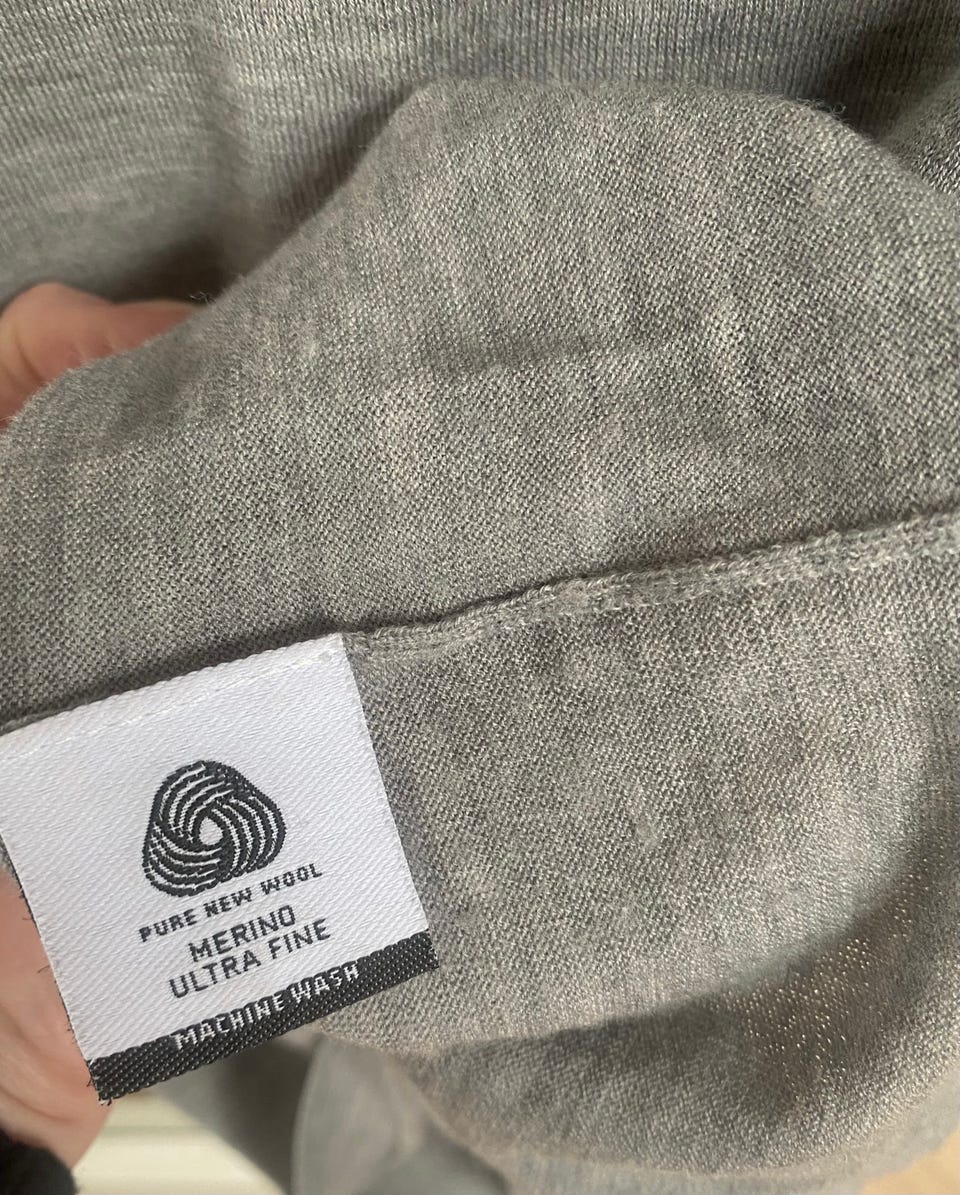 PURE NEW WOOL
MERINO
ULTRA FINE
MACHINE WASH